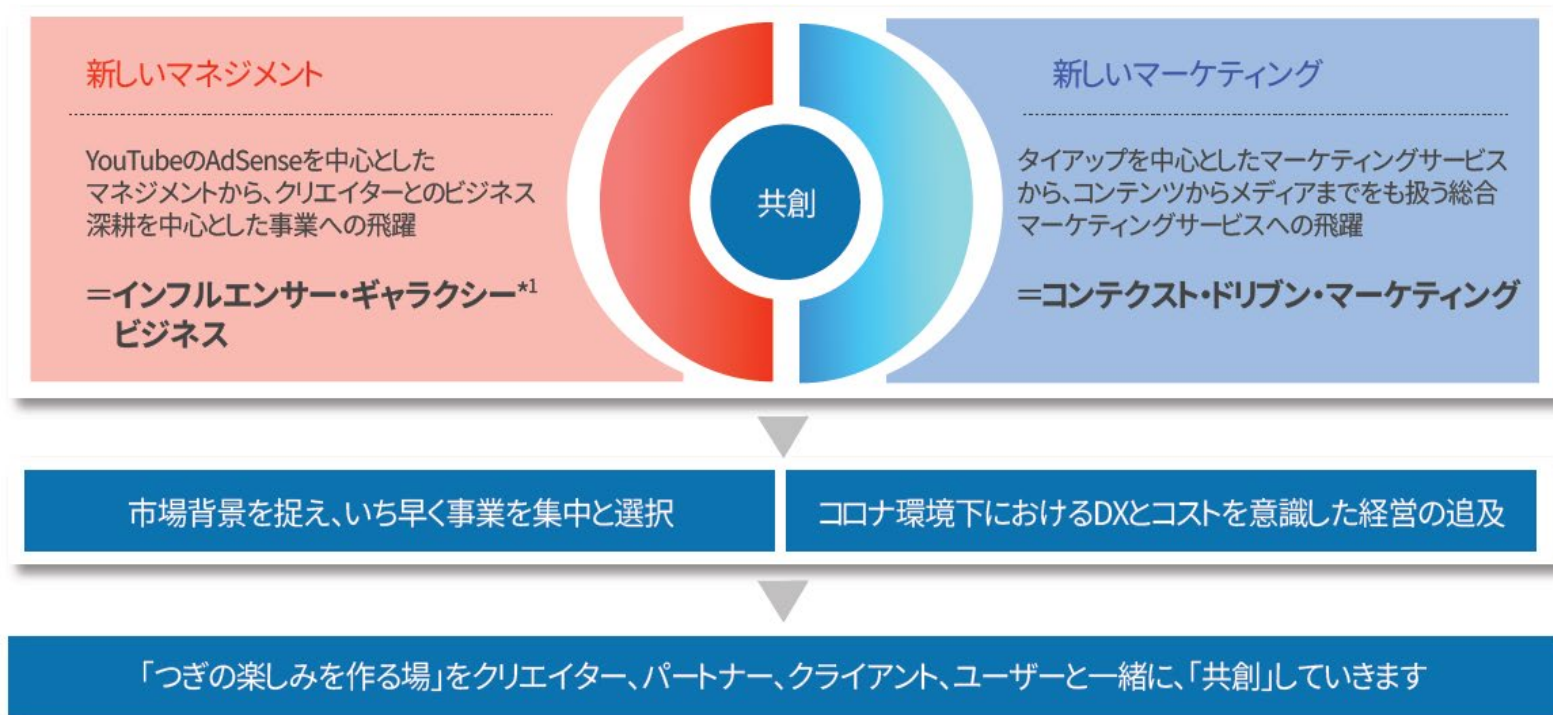 新しいマネジメント
YouTubeのAdSenseを中心とした
マネジメントから、クリエイターとのビジネス
深耕を中心とした事業への飛躍
=インフルエンサー・ギャラクシー*1
ビジネス
共創
新しいマーケティング
タイアップを中心としたマーケティングサービス
から、コンテンツからメディアまでをも扱う総合
マーケティングサービスへの飛躍
=コンテクスト・ドリブン・マーケティング
市場背景を捉え、いち早く事業を集中と選択
コロナ環境下におけるDXとコストを意識した経営の追及
「つぎの楽しみを作る場」をクリエイター、パートナー、クライアント、ユーザーと一緒に、「共創」していきます